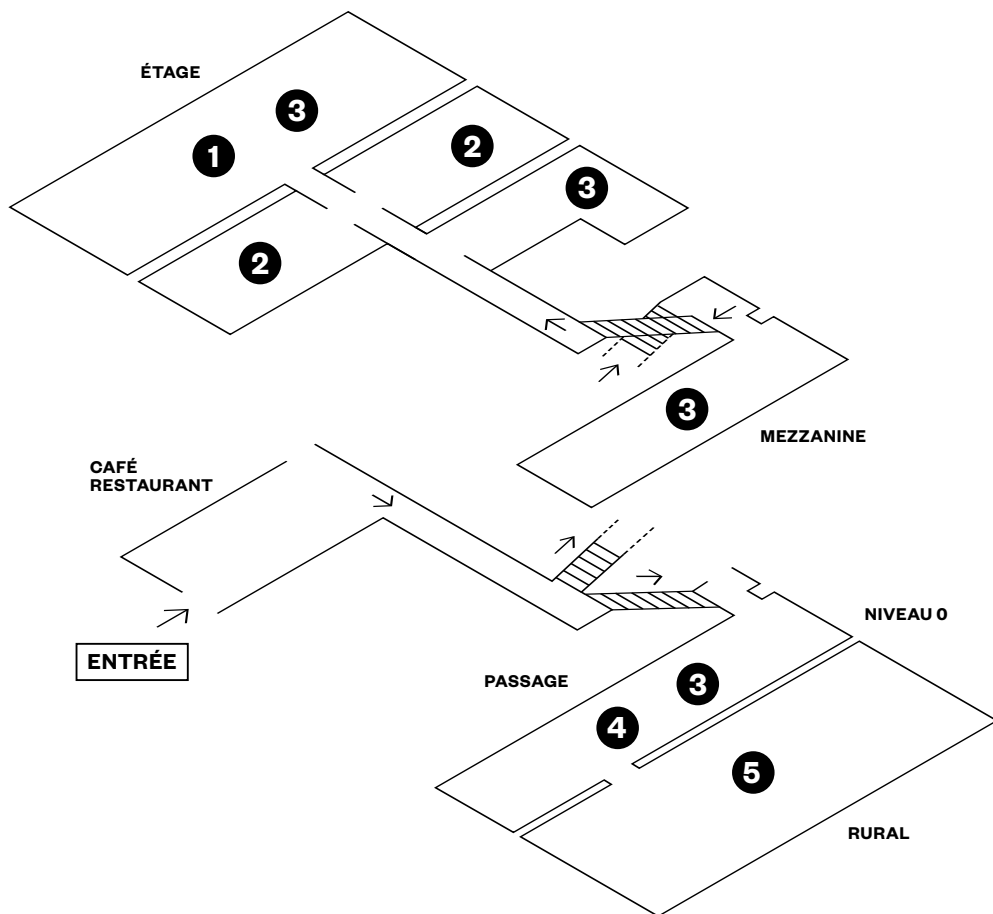 ÉTAGE
3
1
2
3
2
3
MEZZANINE
CAFÉ
RESTAURANT
ENTRÉE
NIVEAU 0
PASSAGE
3
4
5
RURAL